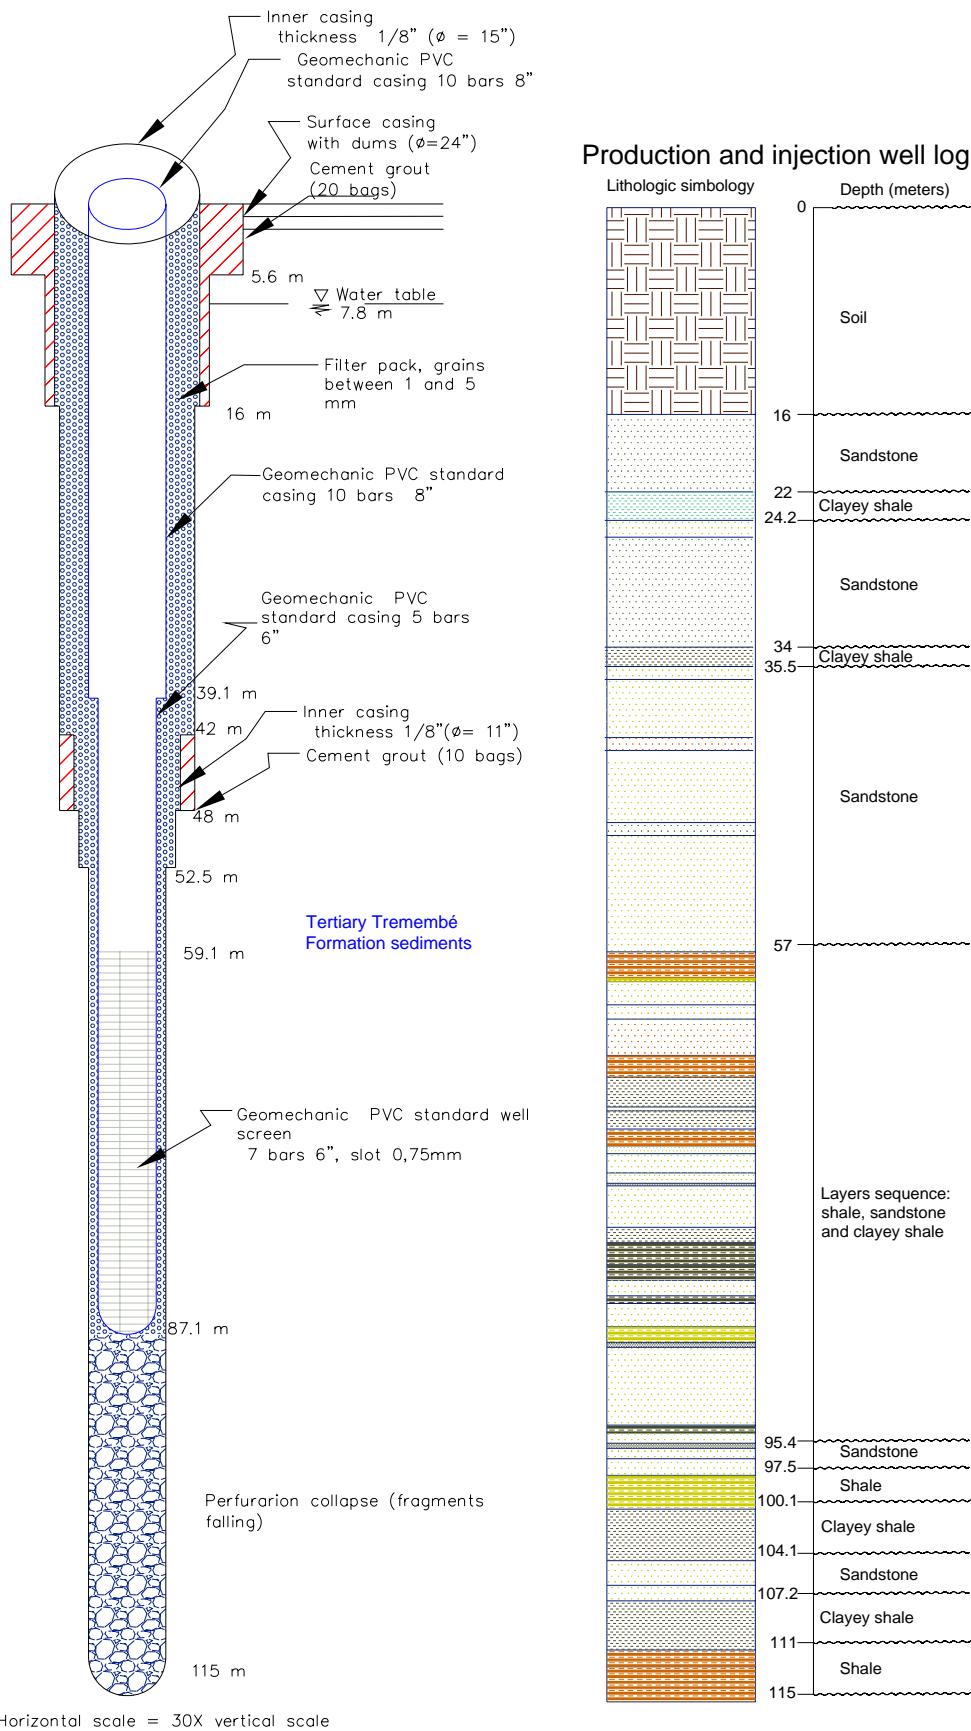 Inner casing
thickness 1/8" (ø = 15")
Geomechanic PVC
standard casing 10 bars 8"
Surface casing
with dums (ø=24")
Cement grout
(20 bags)
5.6 m
Water table
7.8 m
Filter pack, grains
between 1 and 5
mm
16 m
Geomechanic PVC standard
casing 10 bars 8"
Geomechanic PVC
standard casing 5 bars
6"
39.1 m
42 m
Inner casing
thickness 1/8"(ø= 11")
Cement grout (10 bags)
48 m
52.5 m
Tertiary Tremembé
Formation sediments
59.1 m
Geomechanic PVC standard well
screen
7 bars 6", slot 0,75mm
87.1 m
Perfurarion collapse (fragments
falling)
115 m
Horizontal scale = 30X vertical scale
Production and injection well log
Lithologic simbology
Depth (meters)
0
Soil
16
Sandstone
22
Clayey shale
24.2
Sandstone
34
Clayey shale
35.5
Sandstone
57
Layers sequence:
shale, sandstone
and clayey shale
95.4
Sandstone
97.5
Shale
100.1
Clayey shale
104.1
Sandstone
107.2
Clayey shale
111
Shale
115